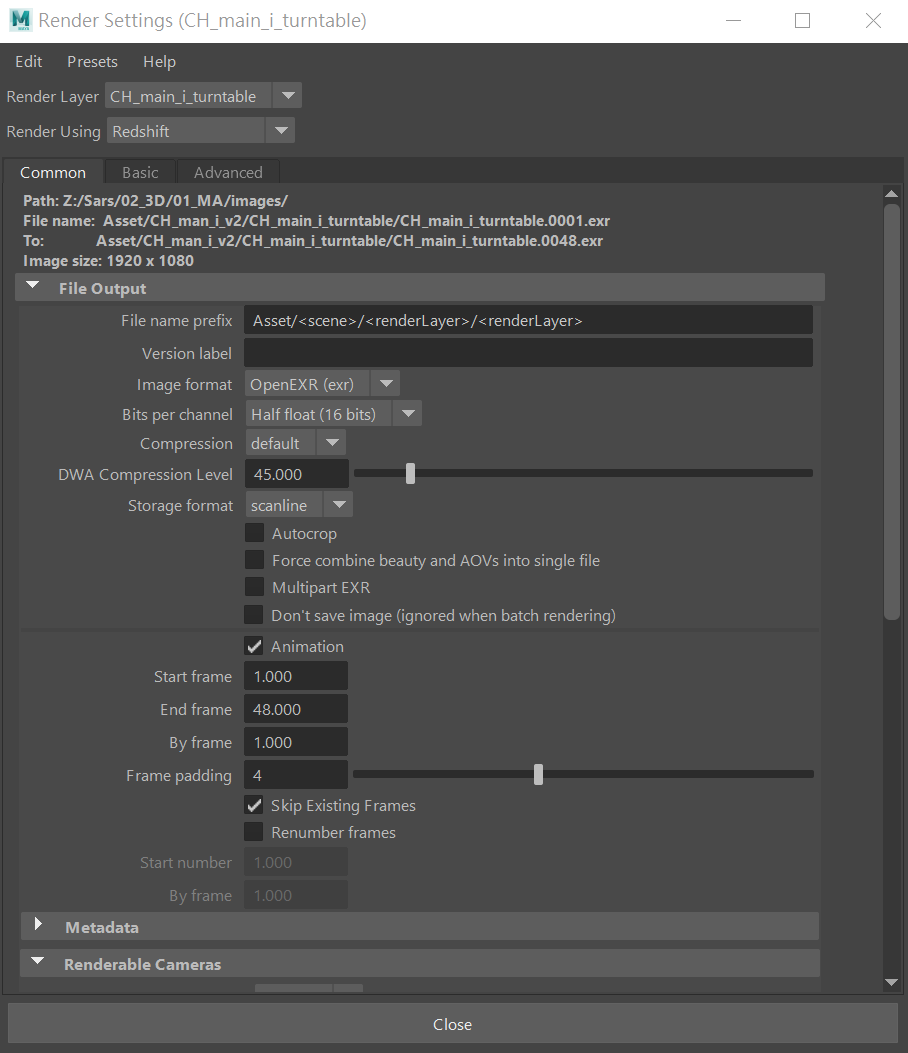 Render Settings (CH_main_i_turntable)
Edit Presets Help
Render Layer CH_main_i_turntable
Render Using Redshift
Common Basic Advanced
Path: Z:/Sars/02_3D/01_MA/images/
File name: Asset/CH_man_i_v2/CH_main_i_turntable/CH_main_i_turntable.0001.exr
To: Asset/CH_man_i_v2/CH_main_i_turntable/CH_main_i_turntable.0048.exr
Image size: 1920 x 1080
File Output
File name prefix Asset/<scene>/<renderLayer>/<renderLayer>
Version label
Image format OpenEXR (exr)
Bits per channel Half float (16 bits)
Compression default
DWA Compression Level 45.000
Storage format scanline
Autocrop
Force combine beauty and AOVs into single file
Multipart EXR
Don't save image (ignored when batch rendering)
Animation
Start frame 1.000
End frame 48.000
By frame 1.000
Frame padding 4
Skip Existing Frames
Renumber frames
Start number 1.000
By frame 1.000
Metadata
Renderable Cameras
Close